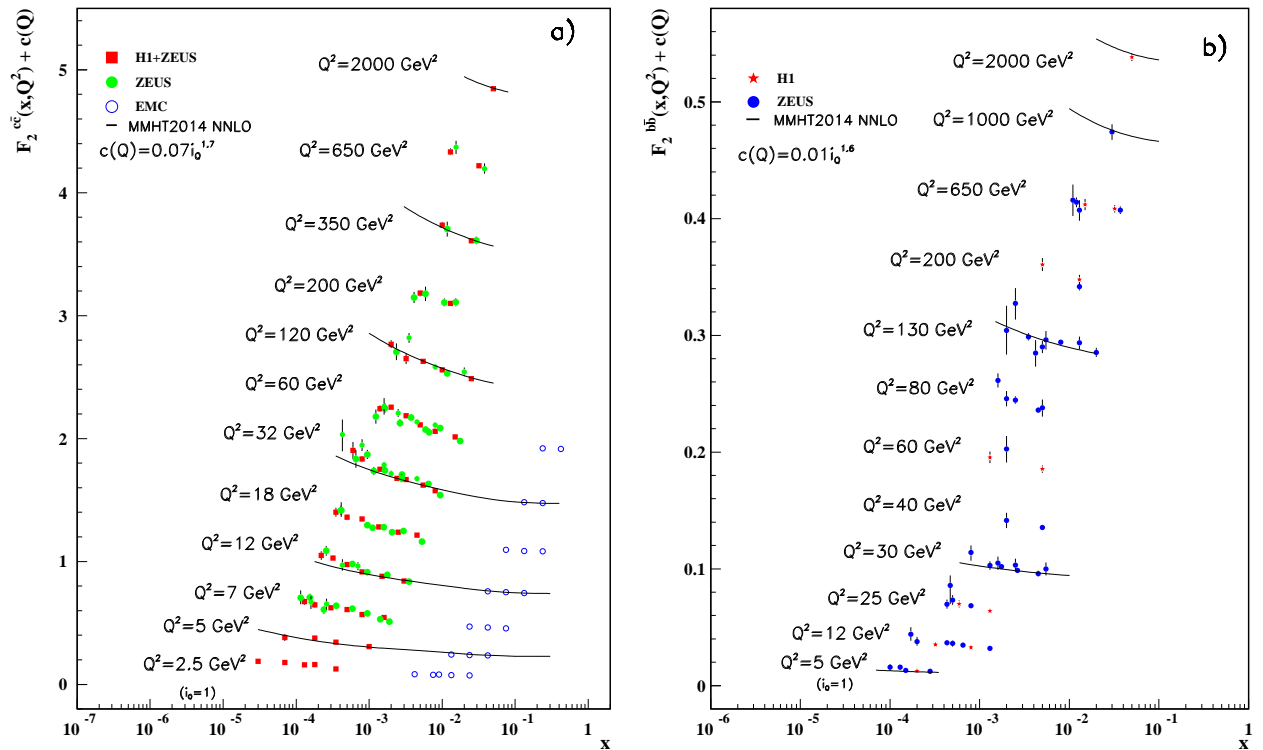 a)
F₂ᶜᶜ̄(x,Q²) + c(Q)
H1+ZEUS
ZEUS
EMC
MMHT2014 NNLO
c(Q)=0.07i_Q^1.7
Q²=2000 GeV²
Q²=650 GeV²
Q²=350 GeV²
Q²=200 GeV²
Q²=120 GeV²
Q²=60 GeV²
Q²=32 GeV²
Q²=18 GeV²
Q²=12 GeV²
Q²=7 GeV²
Q²=5 GeV²
Q²=2.5 GeV²
(i_Q=1)
5
4
3
2
1
0
10⁻⁷ 10⁻⁶ 10⁻⁵ 10⁻⁴ 10⁻³ 10⁻² 10⁻¹ 1
x
b)
F₂ᵇᵇ̄(x,Q²) + c(Q)
H1
ZEUS
MMHT2014 NNLO
c(Q)=0.01i_Q^1.6
Q²=2000 GeV²
Q²=1000 GeV²
Q²=650 GeV²
Q²=200 GeV²
Q²=130 GeV²
Q²=80 GeV²
Q²=60 GeV²
Q²=40 GeV²
Q²=30 GeV²
Q²=25 GeV²
Q²=12 GeV²
Q²=5 GeV²
(i_Q=1)
0.5
0.4
0.3
0.2
0.1
0
10⁻⁶ 10⁻⁵ 10⁻⁴ 10⁻³ 10⁻² 10⁻¹ 1
x